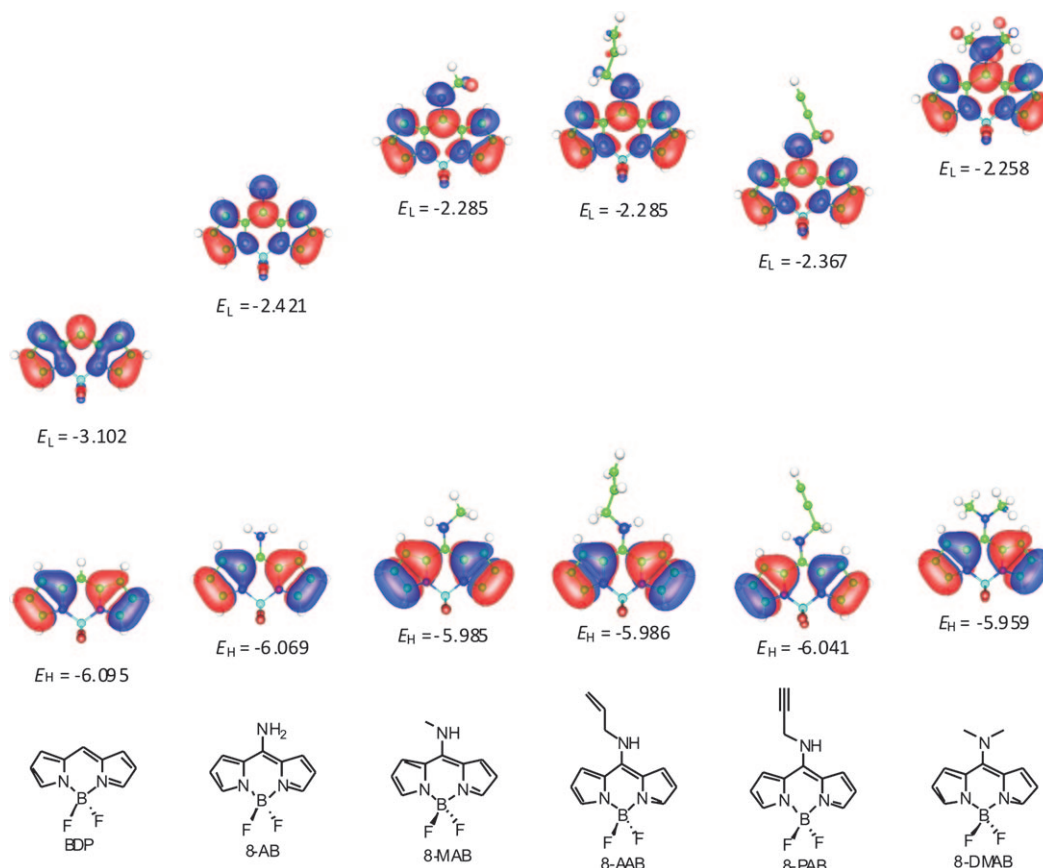 E_L = -2.258
E_L = -2.285
E_L = -2.285
E_L = -2.367
E_L = -2.421
E_L = -3.102
E_H = -5.985
E_H = -5.986
E_H = -6.041
E_H = -5.959
E_H = -6.069
E_H = -6.095
NH2
NH
NH
NH
N
N N
N N
N N
N N
N N
N N
B
B
B
B
B
B
F F
F F
F F
F F
F F
F F
BDP
8-AB
8-MAB
8-AAB
8-PAB
8-DMAB